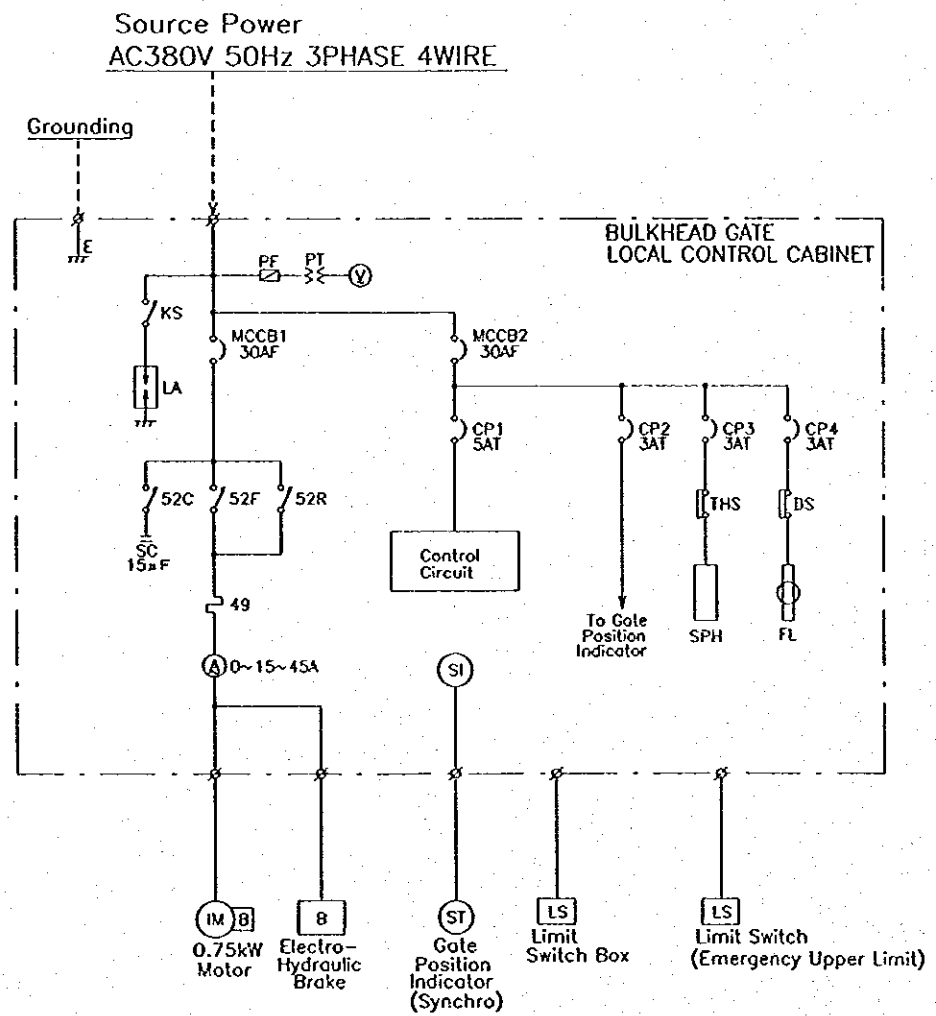 Source Power
AC380V 50Hz 3PHASE 4WIRE
Grounding
E
BULKHEAD GATE
LOCAL CONTROL CABINET
PF
PT
V
KS
MCCB1
30AF
MCCB2
30AF
LA
CP1
5AT
CP2
3AT
CP3
3AT
CP4
3AT
52C
52F
52R
THS
DS
SC
15μF
Control
Circuit
49
To Gate
Position
Indicator
SPH
FL
A
0~15~45A
SI
IM
B
B
ST
LS
LS
0.75kW
Motor
Electro-
Hydraulic
Brake
Gate
Position
Indicator
(Synchro)
Limit
Switch Box
Limit Switch
(Emergency Upper Limit)